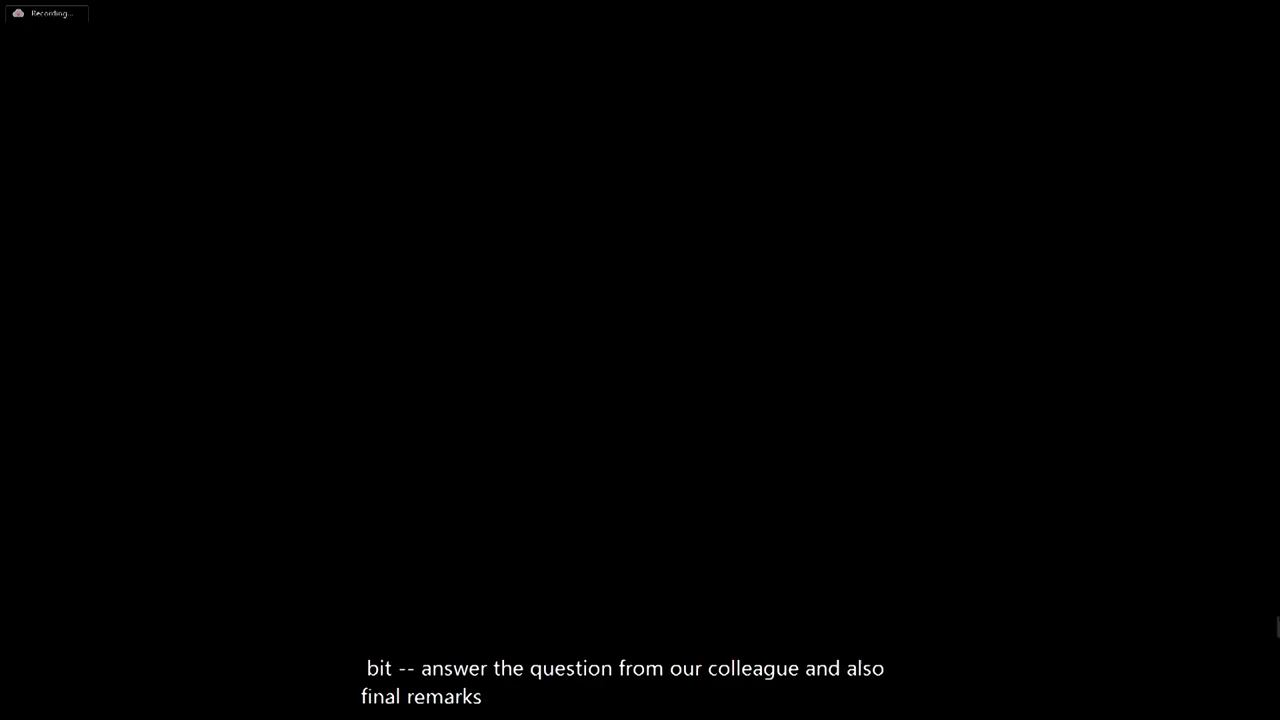 Recording...
bit -- answer the question from our colleague and also
final remarks